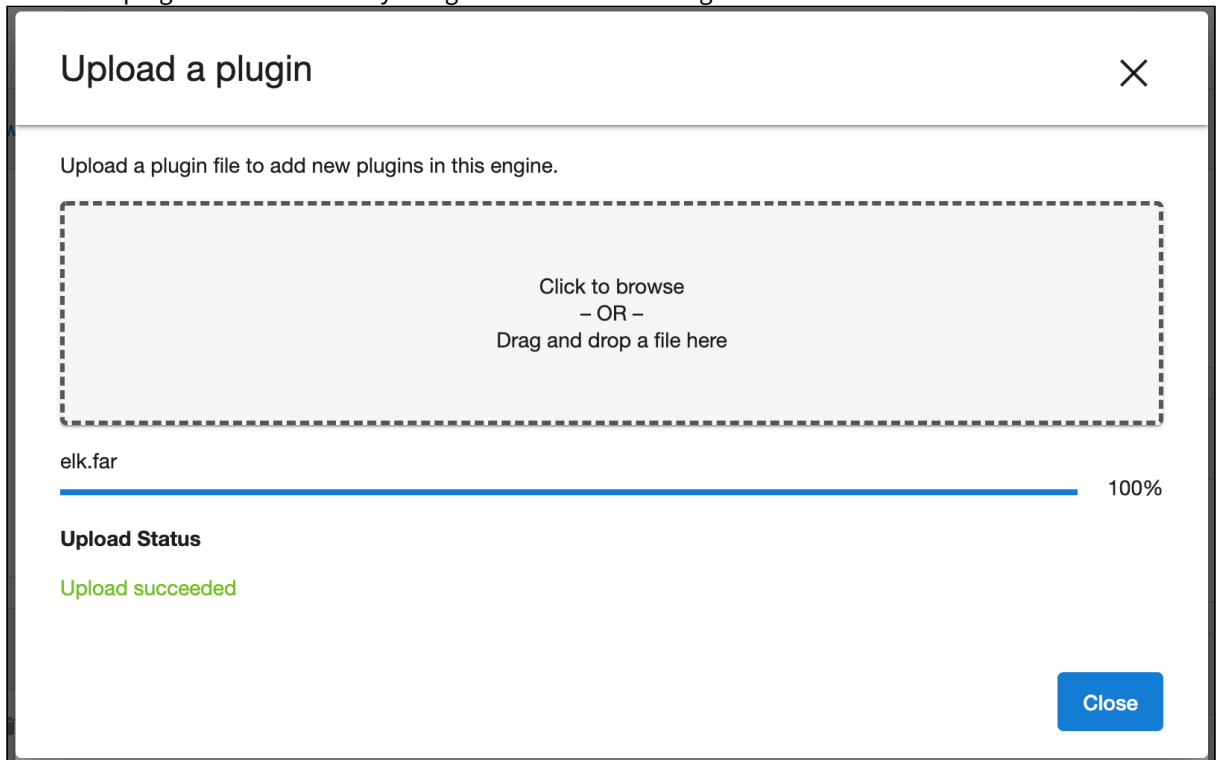 Upload a plugin
Upload a plugin file to add new plugins in this engine.
Click to browse
– OR –
Drag and drop a file here
elk.far
100%
Upload Status
Upload succeeded
Close